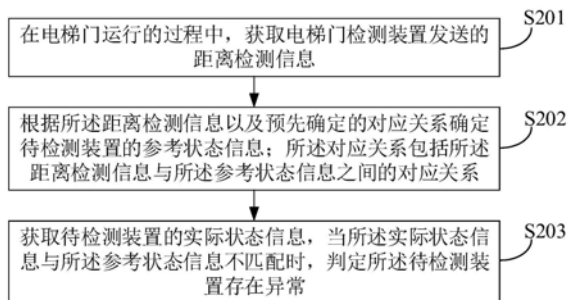 在电梯门运行的过程中，获取电梯门检测装置发送的
距离检测信息
S201
根据所述距离检测信息以及预先确定的对应关系确定
待检测装置的参考状态信息；所述对应关系包括所述
距离检测信息与所述参考状态信息之间的对应关系
S202
获取待检测装置的实际状态信息，当所述实际状态信
息与所述参考状态信息不匹配时，判定所述待检测装
置存在异常
S203